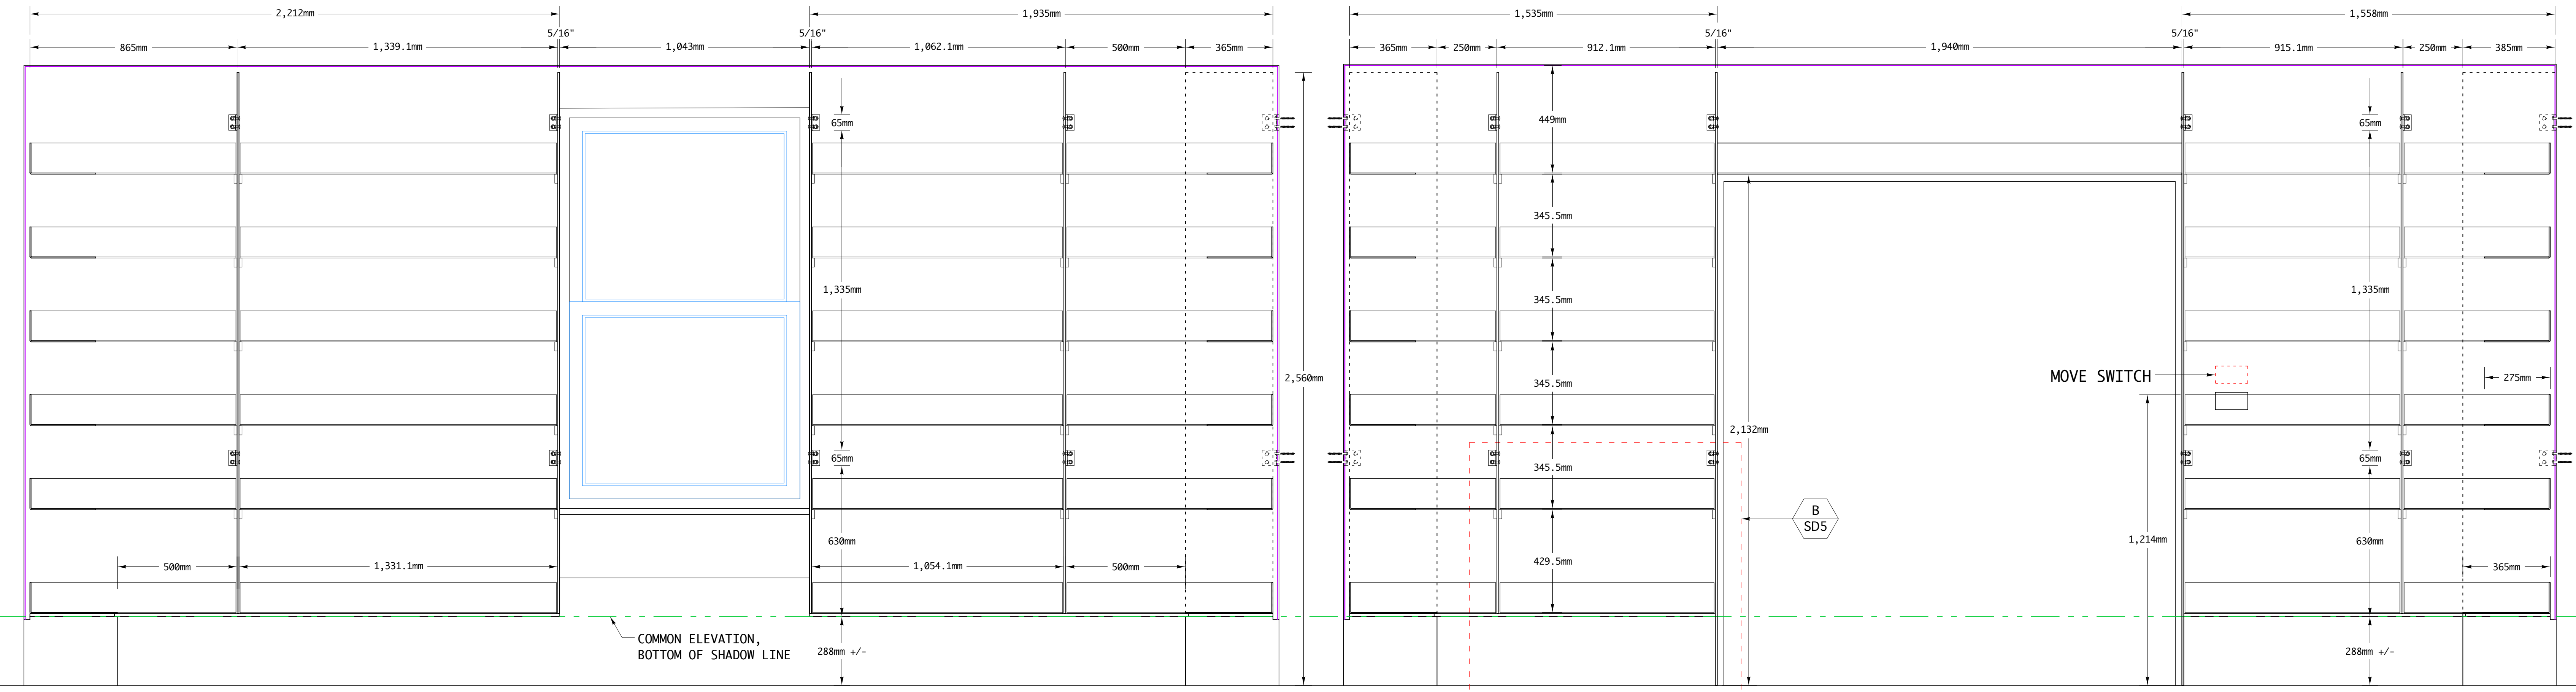 2,212mm
1,935mm
1,535mm
1,558mm
5/16"
5/16"
5/16"
5/16"
865mm
1,339.1mm
1,043mm
1,062.1mm
500mm
365mm
365mm
250mm
912.1mm
1,940mm
915.1mm
250mm
385mm
65mm
449mm
65mm
345.5mm
1,335mm
345.5mm
1,335mm
2,560mm
MOVE SWITCH
275mm
345.5mm
2,132mm
65mm
345.5mm
65mm
B
SD5
630mm
429.5mm
1,214mm
630mm
500mm
1,331.1mm
1,054.1mm
500mm
365mm
COMMON ELEVATION,
BOTTOM OF SHADOW LINE
288mm +/-
288mm +/-